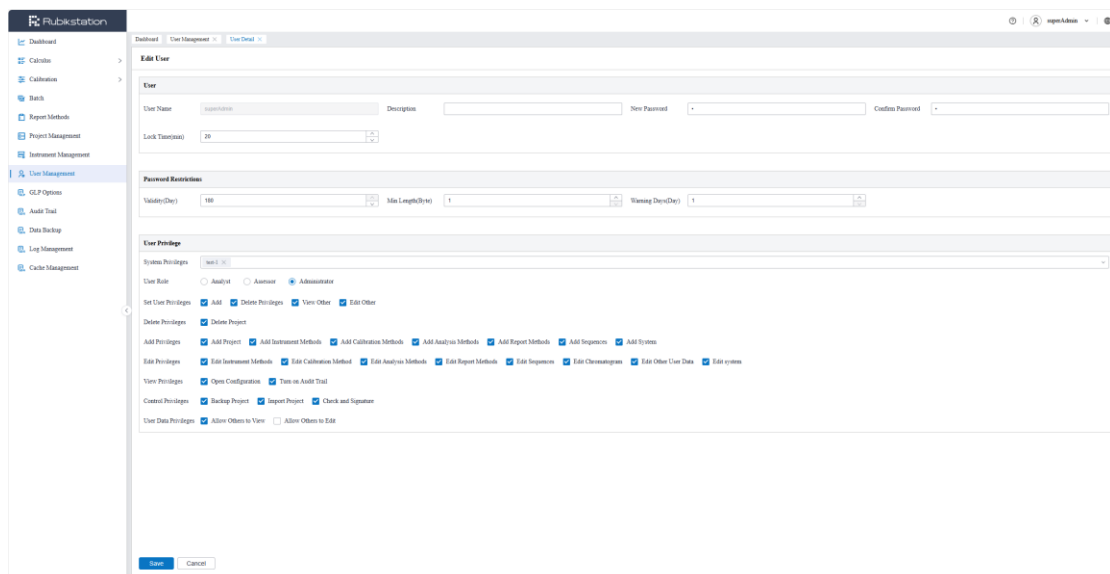 Rubikstation
superAdmin
Dashboard
Calculus
Calibration
Batch
Report Methods
Project Management
Instrument Management
User Management
GLP Options
Audit Trail
Data Backup
Log Management
Cache Management
Dashboard User Management × User Detail ×
Edit User
User
User Name superAdmin Description New Password Confirm Password
Lock Time(min) 20
Password Restrictions
Validity(Day) 180 Min Length(Byte) 1 Warning Days(Day) 1
User Privilege
System Privileges
User Role Analyst Assessor Administrator
Set User Privileges Add Delete Privileges View Other Edit Other
Delete Privileges Delete Project
Add Privileges Add Project Add Instrument Methods Add Calibration Methods Add Analysis Methods Add Report Methods Add Sequences Add System
Edit Privileges Edit Instrument Methods Edit Calibration Method Edit Analysis Methods Edit Report Methods Edit Sequences Edit Chromatogram Edit Other User Data Edit system
View Privileges Open Configuration Turn on Audit Trail
Control Privileges Backup Project Import Project Check and Signature
User Data Privileges Allow Others to View Allow Others to Edit
Save Cancel